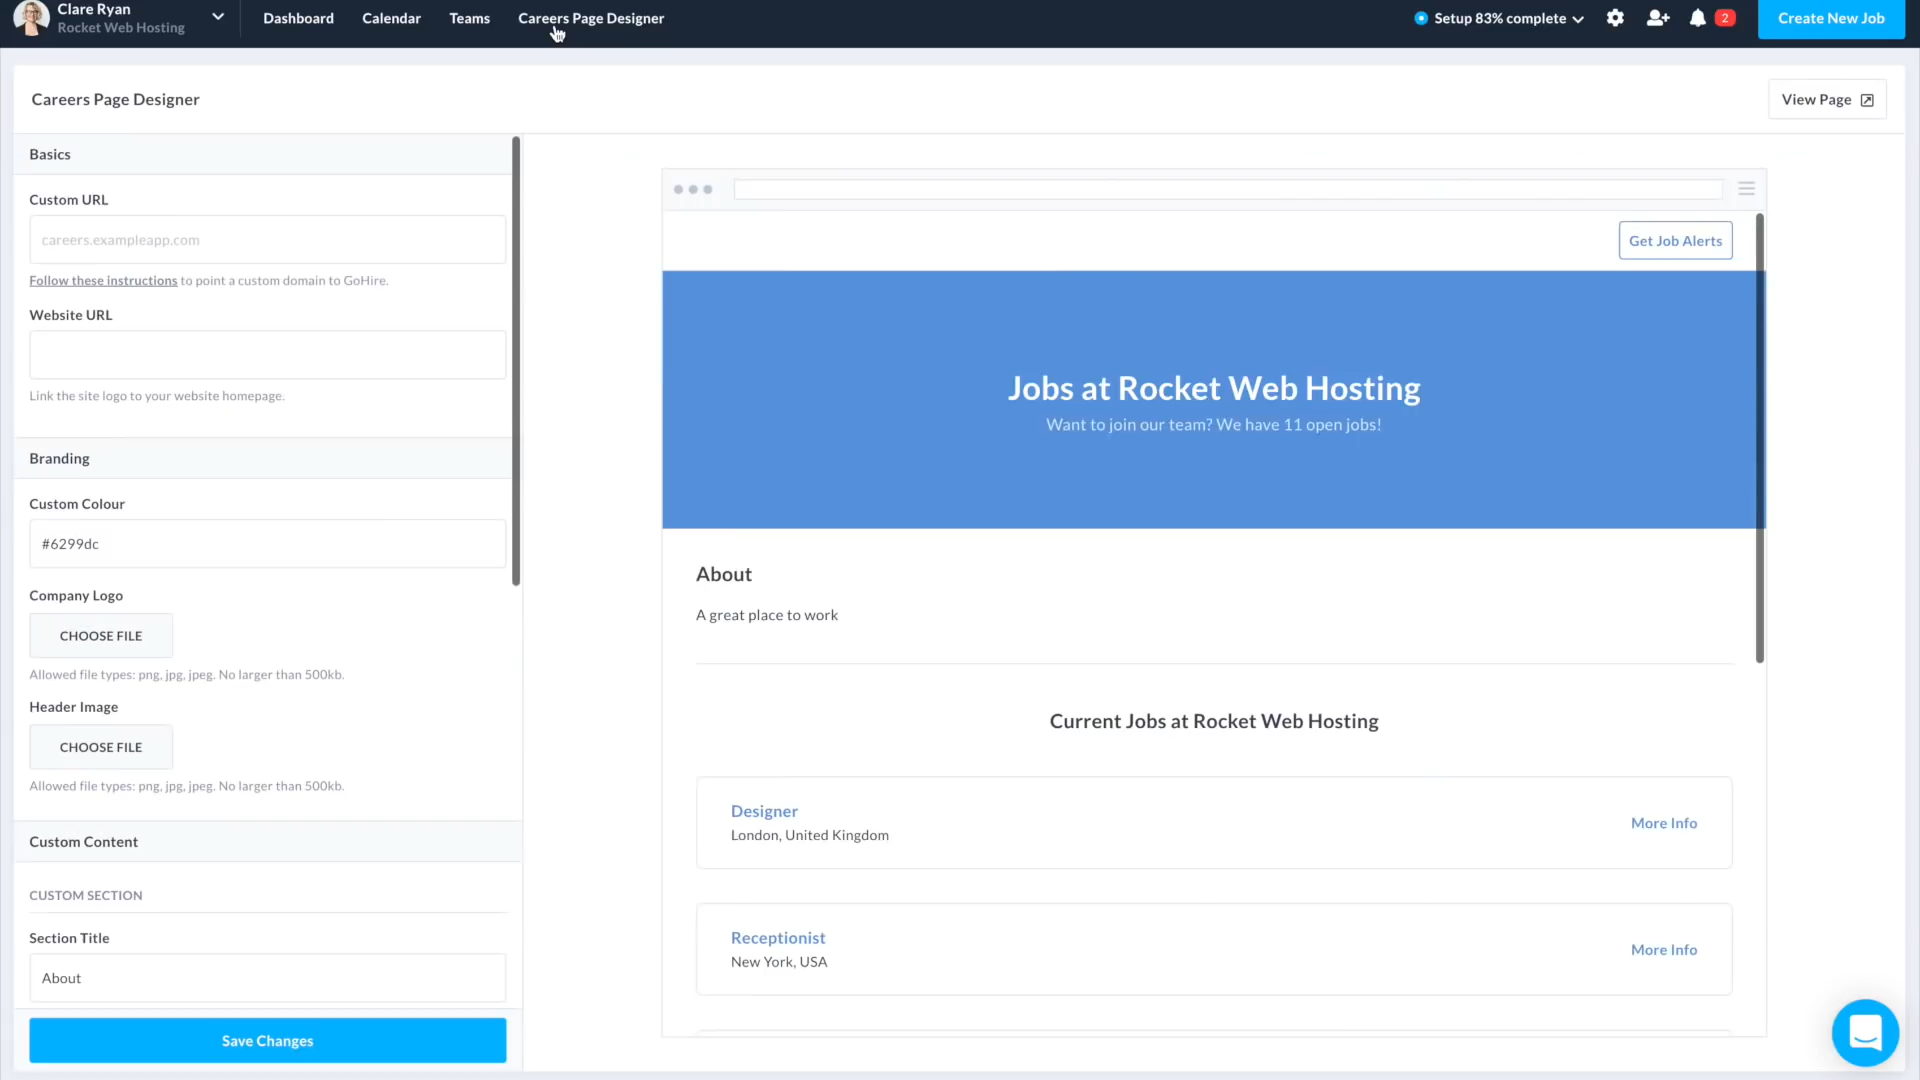 Clare Ryan
Rocket Web Hosting
Dashboard
Calendar
Teams
Careers Page Designer
Setup 83% complete
2
Create New Job
Careers Page Designer
View Page
Basics
Custom URL
careers.exampleapp.com
Follow these instructions to point a custom domain to GoHire.
Website URL
Link the site logo to your website homepage.
Branding
Custom Colour
#6299dc
Company Logo
CHOOSE FILE
Allowed file types: png, jpg, jpeg. No larger than 500kb.
Header Image
CHOOSE FILE
Allowed file types: png, jpg, jpeg. No larger than 500kb.
Custom Content
CUSTOM SECTION
Section Title
About
Save Changes
Get Job Alerts
Jobs at Rocket Web Hosting
Want to join our team? We have 11 open jobs!
About
A great place to work
Current Jobs at Rocket Web Hosting
Designer
London, United Kingdom
More Info
Receptionist
New York, USA
More Info